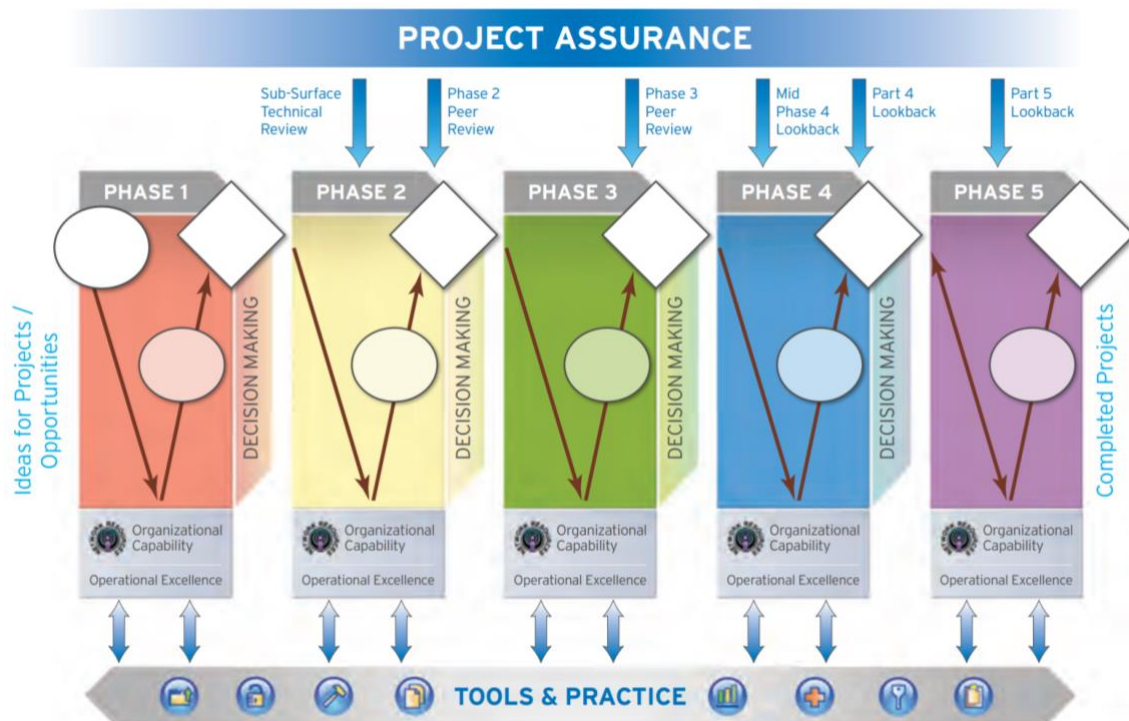 PROJECT ASSURANCE
Sub-Surface
Technical
Review
Phase 2
Peer
Review
Phase 3
Peer
Review
Mid
Phase 4
Lookback
Part 4
Lookback
Part 5
Lookback
PHASE 1
PHASE 2
PHASE 3
PHASE 4
PHASE 5
Ideas for Projects /
Opportunities
DECISION MAKING
DECISION MAKING
DECISION MAKING
DECISION MAKING
Completed Projects
Organizational
Capability
Operational Excellence
Organizational
Capability
Operational Excellence
Organizational
Capability
Operational Excellence
Organizational
Capability
Operational Excellence
Organizational
Capability
Operational Excellence
TOOLS & PRACTICE